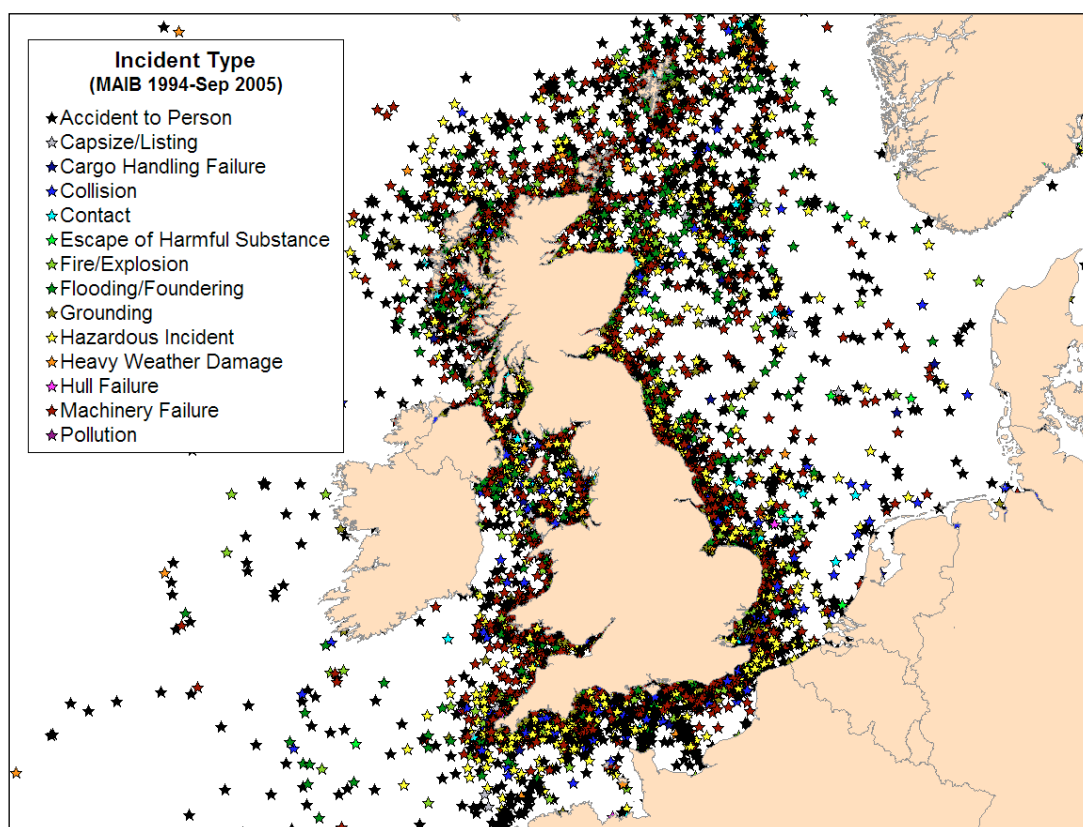 Incident Type
(MAIB 1994-Sep 2005)
Accident to Person
Capsize/Listing
Cargo Handling Failure
Collision
Contact
Escape of Harmful Substance
Fire/Explosion
Flooding/Foundering
Grounding
Hazardous Incident
Heavy Weather Damage
Hull Failure
Machinery Failure
Pollution